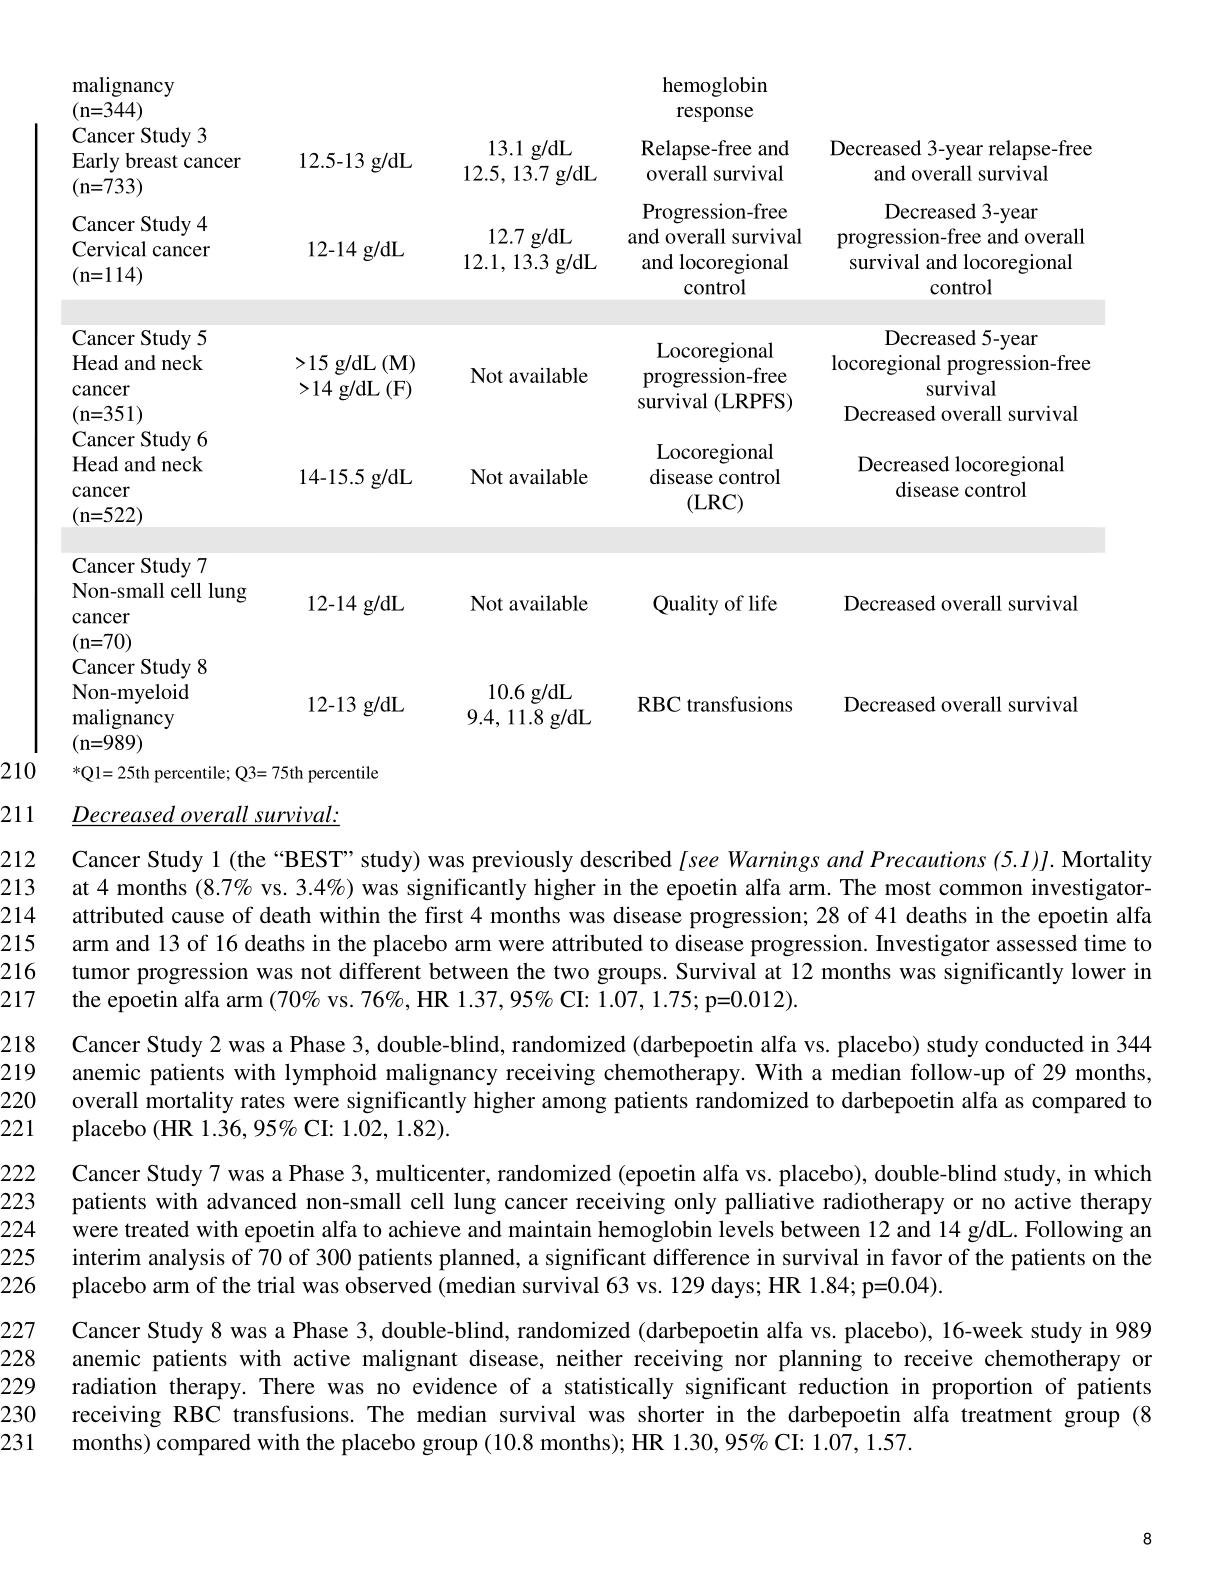 malignancy
(n=344)
hemoglobin
response
Cancer Study 3
Early breast cancer
(n=733)
12.5-13 g/dL
13.1 g/dL
12.5, 13.7 g/dL
Relapse-free and
overall survival
Decreased 3-year relapse-free
and overall survival
Cancer Study 4
Cervical cancer
(n=114)
12-14 g/dL
12.7 g/dL
12.1, 13.3 g/dL
Progression-free
and overall survival
and locoregional
control
Decreased 3-year
progression-free and overall
survival and locoregional
control
Cancer Study 5
Head and neck
cancer
(n=351)
>15 g/dL (M)
>14 g/dL (F)
Not available
Locoregional
progression-free
survival (LRPFS)
Decreased 5-year
locoregional progression-free
survival
Decreased overall survival
Cancer Study 6
Head and neck
cancer
(n=522)
14-15.5 g/dL
Not available
Locoregional
disease control
(LRC)
Decreased locoregional
disease control
Cancer Study 7
Non-small cell lung
cancer
(n=70)
12-14 g/dL
Not available
Quality of life
Decreased overall survival
Cancer Study 8
Non-myeloid
malignancy
(n=989)
12-13 g/dL
10.6 g/dL
9.4, 11.8 g/dL
RBC transfusions
Decreased overall survival
210 *Q1= 25th percentile; Q3= 75th percentile
211 Decreased overall survival:
212 Cancer Study 1 (the “BEST” study) was previously described [see Warnings and Precautions (5.1)]. Mortality
213 at 4 months (8.7% vs. 3.4%) was significantly higher in the epoetin alfa arm. The most common investigator-
214 attributed cause of death within the first 4 months was disease progression; 28 of 41 deaths in the epoetin alfa
215 arm and 13 of 16 deaths in the placebo arm were attributed to disease progression. Investigator assessed time to
216 tumor progression was not different between the two groups. Survival at 12 months was significantly lower in
217 the epoetin alfa arm (70% vs. 76%, HR 1.37, 95% CI: 1.07, 1.75; p=0.012).
218 Cancer Study 2 was a Phase 3, double-blind, randomized (darbepoetin alfa vs. placebo) study conducted in 344
219 anemic patients with lymphoid malignancy receiving chemotherapy. With a median follow-up of 29 months,
220 overall mortality rates were significantly higher among patients randomized to darbepoetin alfa as compared to
221 placebo (HR 1.36, 95% CI: 1.02, 1.82).
222 Cancer Study 7 was a Phase 3, multicenter, randomized (epoetin alfa vs. placebo), double-blind study, in which
223 patients with advanced non-small cell lung cancer receiving only palliative radiotherapy or no active therapy
224 were treated with epoetin alfa to achieve and maintain hemoglobin levels between 12 and 14 g/dL. Following an
225 interim analysis of 70 of 300 patients planned, a significant difference in survival in favor of the patients on the
226 placebo arm of the trial was observed (median survival 63 vs. 129 days; HR 1.84; p=0.04).
227 Cancer Study 8 was a Phase 3, double-blind, randomized (darbepoetin alfa vs. placebo), 16-week study in 989
228 anemic patients with active malignant disease, neither receiving nor planning to receive chemotherapy or
229 radiation therapy. There was no evidence of a statistically significant reduction in proportion of patients
230 receiving RBC transfusions. The median survival was shorter in the darbepoetin alfa treatment group (8
231 months) compared with the placebo group (10.8 months); HR 1.30, 95% CI: 1.07, 1.57.
8